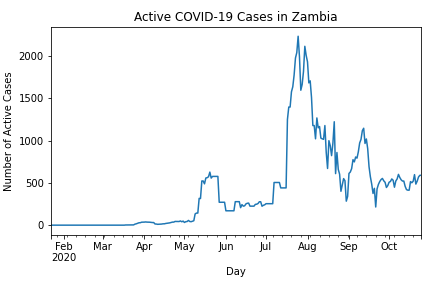 Active COVID-19 Cases in Zambia
Number of Active Cases
2000
1500
1000
500
0
Feb Mar Apr May Jun Jul Aug Sep Oct
2020
Day